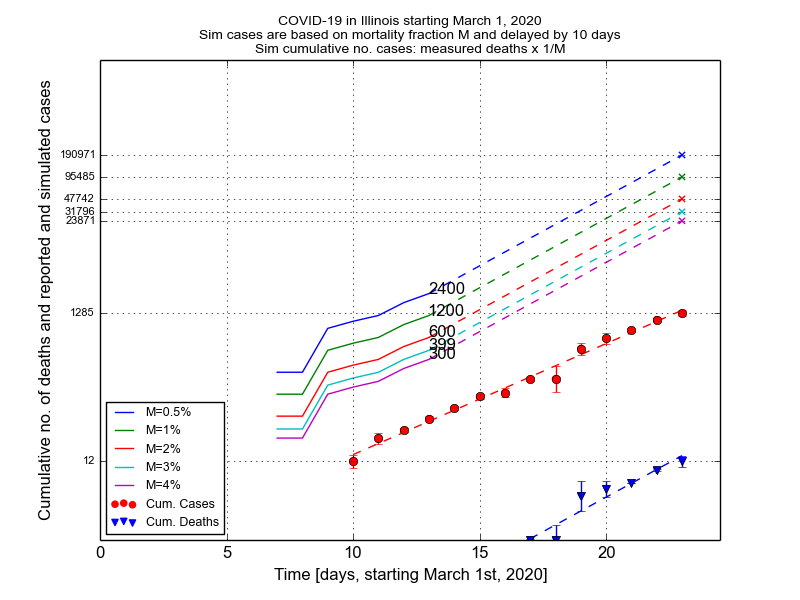 COVID-19 in Illinois starting March 1, 2020
Sim cases are based on mortality fraction M and delayed by 10 days
Sim cumulative no. cases: measured deaths x 1/M
Cumulative no. of deaths and reported and simulated cases
190971
95485
47742
31796
23871
1285
12
2400
1200
600
399
300
M=0.5%
M=1%
M=2%
M=3%
M=4%
Cum. Cases
Cum. Deaths
0 5 10 15 20
Time [days, starting March 1st, 2020]